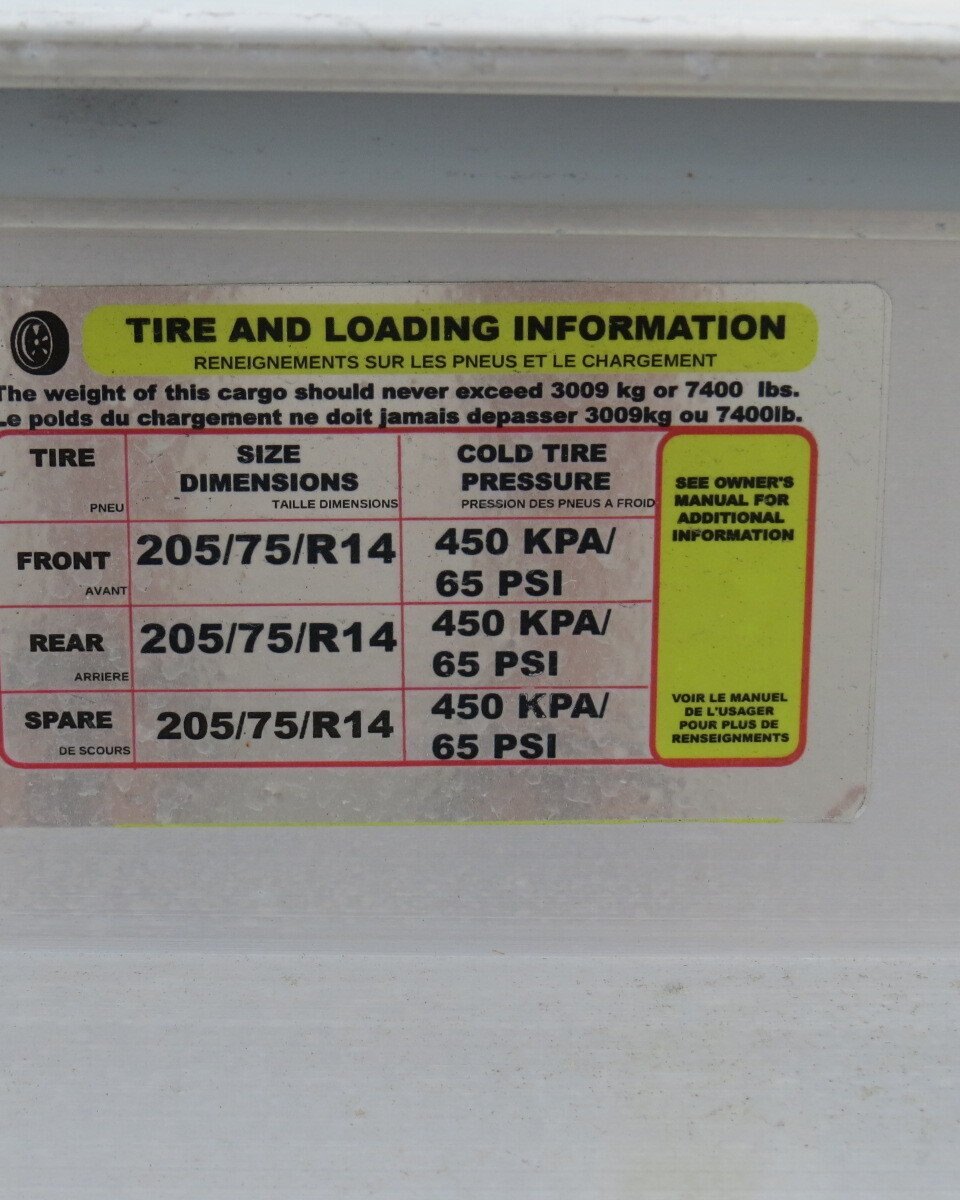 TIRE AND LOADING INFORMATION
RENEIGNEMENTS SUR LES PNEUS ET LE CHARGEMENT
The weight of this cargo should never exceed 3009 kg or 7400 lbs.
Le polds du chargement ne doit jamais depasser 3009kg ou 7400lb.
TIRE
PNEU
SIZE
DIMENSIONS
TAILLE DIMENSIONS
COLD TIRE
PRESSURE
PRESSION DES PNEUS A FROID
FRONT
AVANT
205/75/R14
450 KPA/
65 PSI
REAR
ARRIERE
205/75/R14
450 KPA/
65 PSI
SPARE
DE SCOURS
205/75/R14
450 KPA/
65 PSI
SEE OWNER'S
MANUAL FOR
ADDITIONAL
INFORMATION
VOIR LE MANUEL
DE L'USAGER
POUR PLUS DE
RENSEIGNMENTS